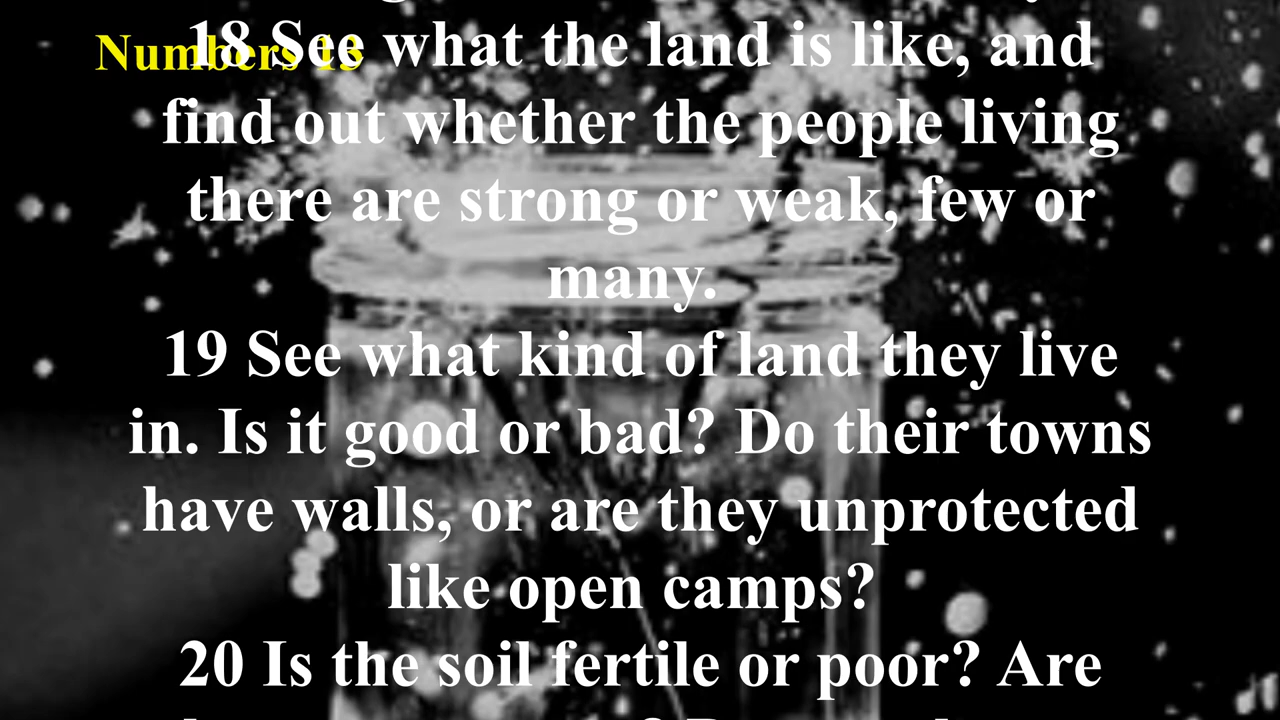 Numbers 13
18 See what the land is like, and
find out whether the people living
there are strong or weak, few or
many.
19 See what kind of land they live
in. Is it good or bad? Do their towns
have walls, or are they unprotected
like open camps?
20 Is the soil fertile or poor? Are